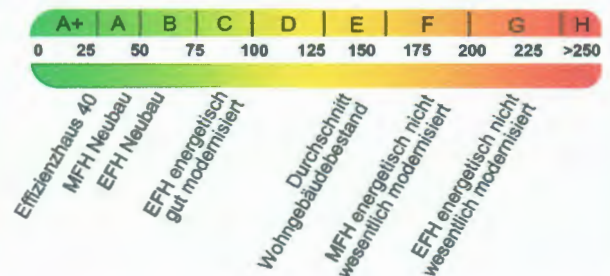 A+ A B C D E F G H
0 25 50 75 100 125 150 175 200 225 >250
Effizienzhaus 40
MFH Neubau
EFH Neubau
EFH energetisch
gut modernisiert
Durchschnitt
Wohngebäudebestand
MFH energetisch nicht
wesentlich modernisiert
EFH energetisch nicht
wesentlich modernisiert